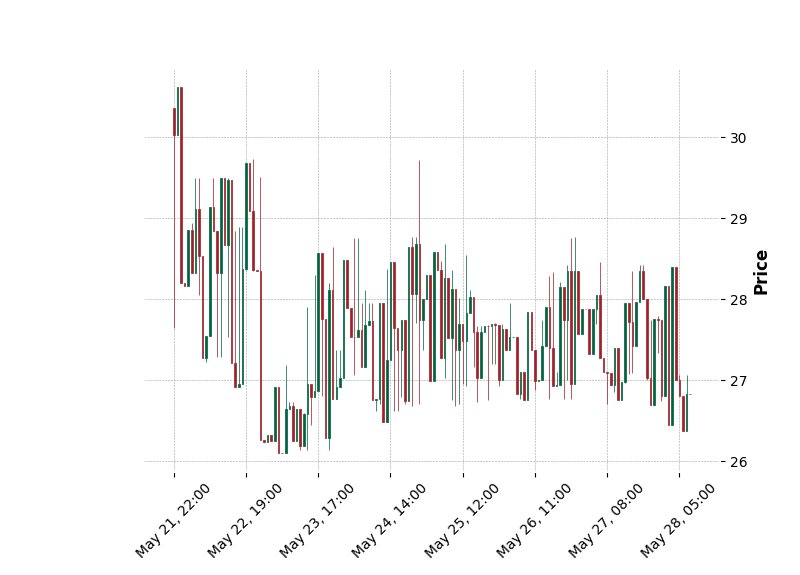 30
29
28
27
26
Price
May 21, 22:00
May 22, 19:00
May 23, 17:00
May 24, 14:00
May 25, 12:00
May 26, 11:00
May 27, 08:00
May 28, 05:00